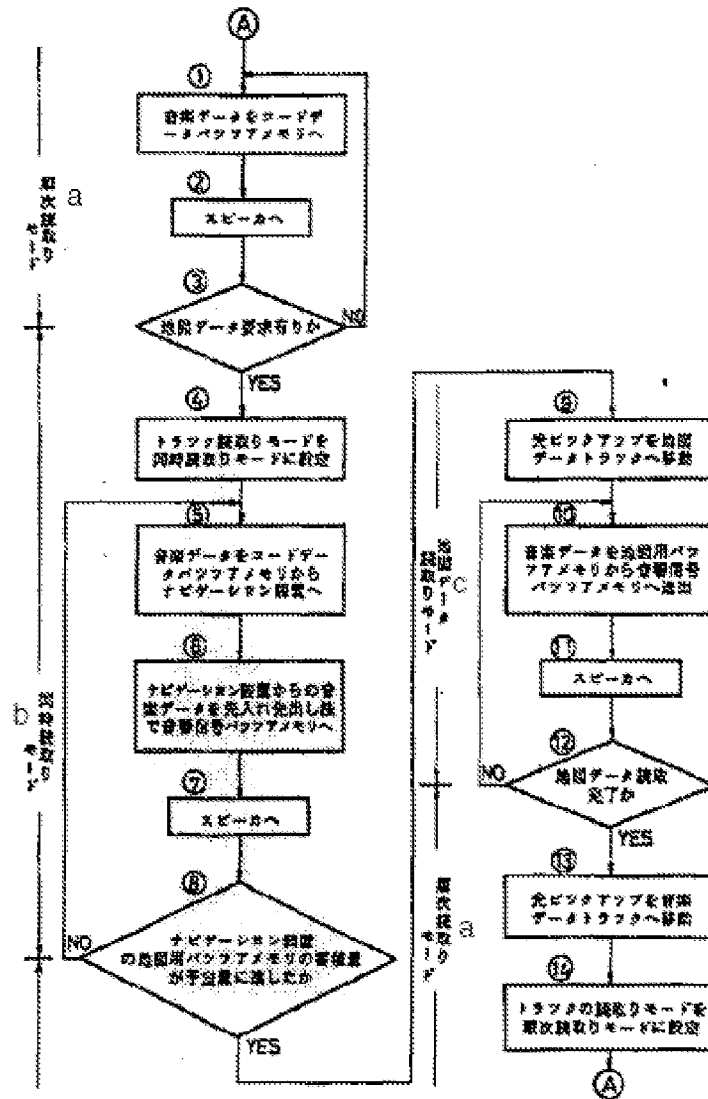 A
①
音楽データをコードデ
ータバッファメモリへ
②
スピーカへ
③
地図データ要求有りか
NO
YES
④
トラック読取りモードを
同時読取りモードに設定
⑤
音楽データをコードデー
タバッファメモリから
ナビゲーション装置へ
⑥
ナビゲーション装置からの音
楽データを先入れ先出し法
で音響信号バッファメモリへ
⑦
スピーカへ
⑧
ナビゲーション装置
の地図用バッファメモリの蓄積量
が予定量に達したか
NO
YES
順次読取り
モード
a
b
同時読取り
モード
⑨
光ピックアップを地図
データトラックへ移動
⑩
音楽データを地図用バッ
ファメモリから音響信号
バッファメモリへ送出
⑪
スピーカへ
⑫
地図データ読取
完了か
NO
YES
⑬
光ピックアップを音楽
データトラックへ移動
⑭
トラックの読取りモードを
順次読取りモードに設定
A
地図データ
読取りモード
c
順次読取り
モード
a